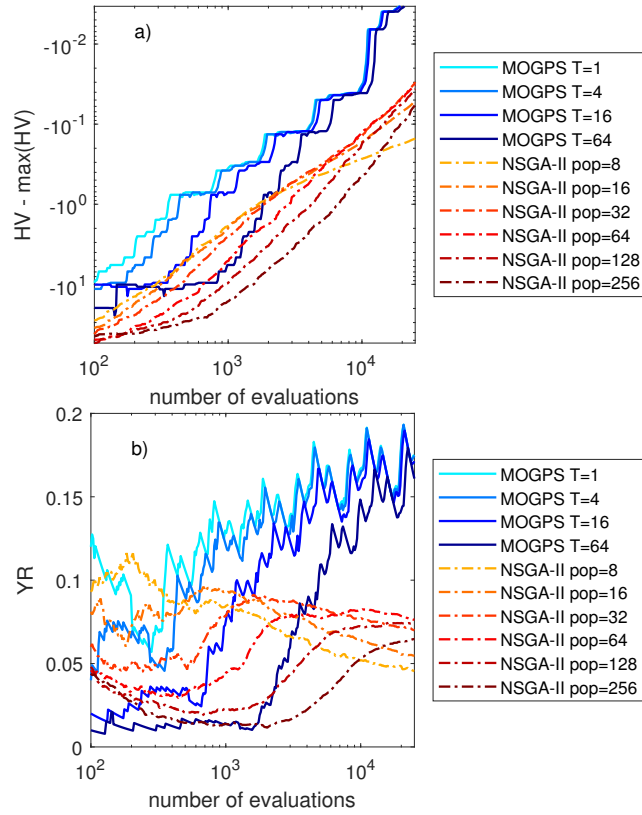 a)
-10^-2
-10^-1
-10^0
-10^1
10^2
10^3
10^4
HV - max(HV)
number of evaluations
MOGPS T=1
MOGPS T=4
MOGPS T=16
MOGPS T=64
NSGA-II pop=8
NSGA-II pop=16
NSGA-II pop=32
NSGA-II pop=64
NSGA-II pop=128
NSGA-II pop=256
b)
0.2
0.15
0.1
0.05
0
10^2
10^3
10^4
YR
number of evaluations
MOGPS T=1
MOGPS T=4
MOGPS T=16
MOGPS T=64
NSGA-II pop=8
NSGA-II pop=16
NSGA-II pop=32
NSGA-II pop=64
NSGA-II pop=128
NSGA-II pop=256